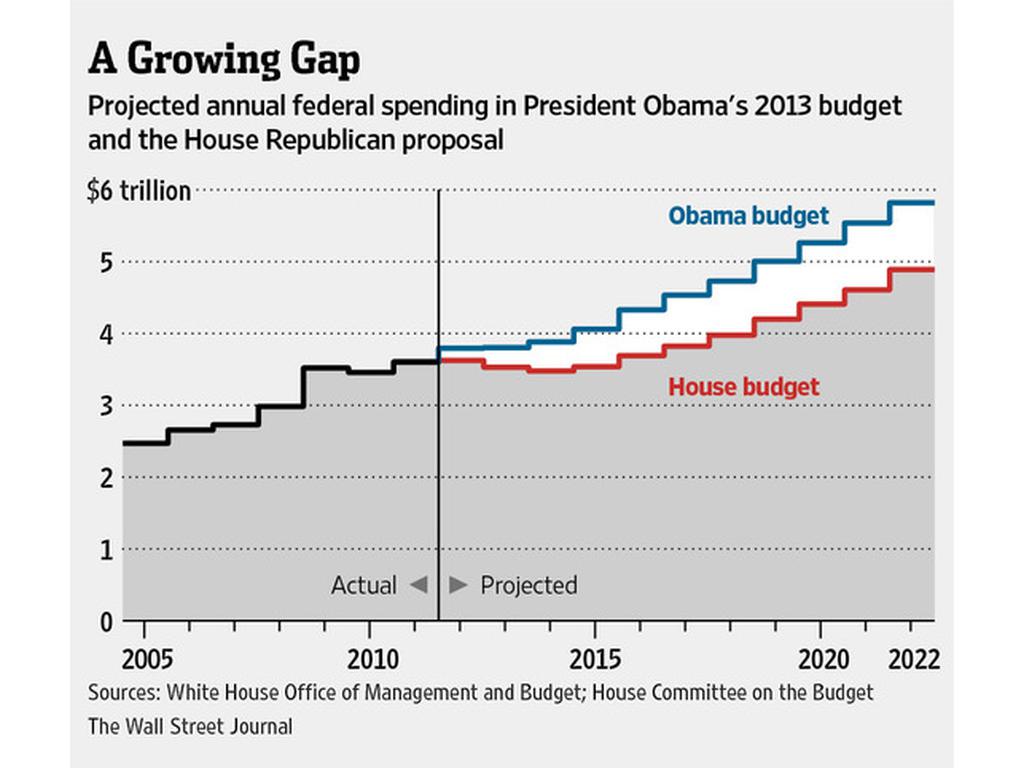 A Growing Gap
Projected annual federal spending in President Obama's 2013 budget
and the House Republican proposal
$6 trillion
Obama budget
5
4
3
House budget
2
1
Actual ◀ ▶ Projected
0
2005 2010 2015 2020 2022
Sources: White House Office of Management and Budget; House Committee on the Budget
The Wall Street Journal